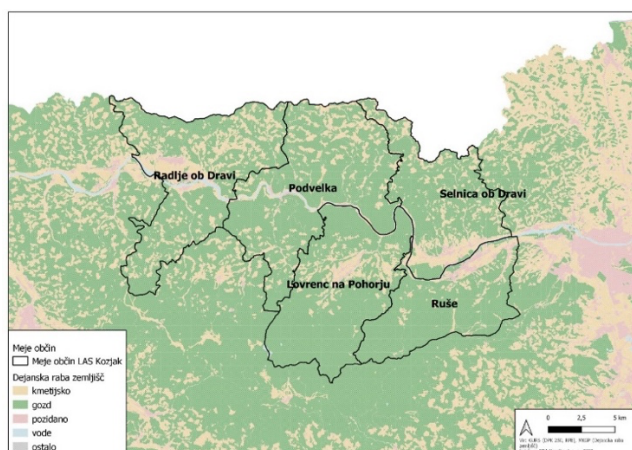 Radlje ob Dravi
Podvelka
Selnica ob Dravi
Lovrenc na Pohorju
Ruše
Meje občin
Meje občin LAS Kozjak
Dejanska raba zemljišč
kmetijsko
gozd
pozidano
vode
ostalo
0 2,5 5 km